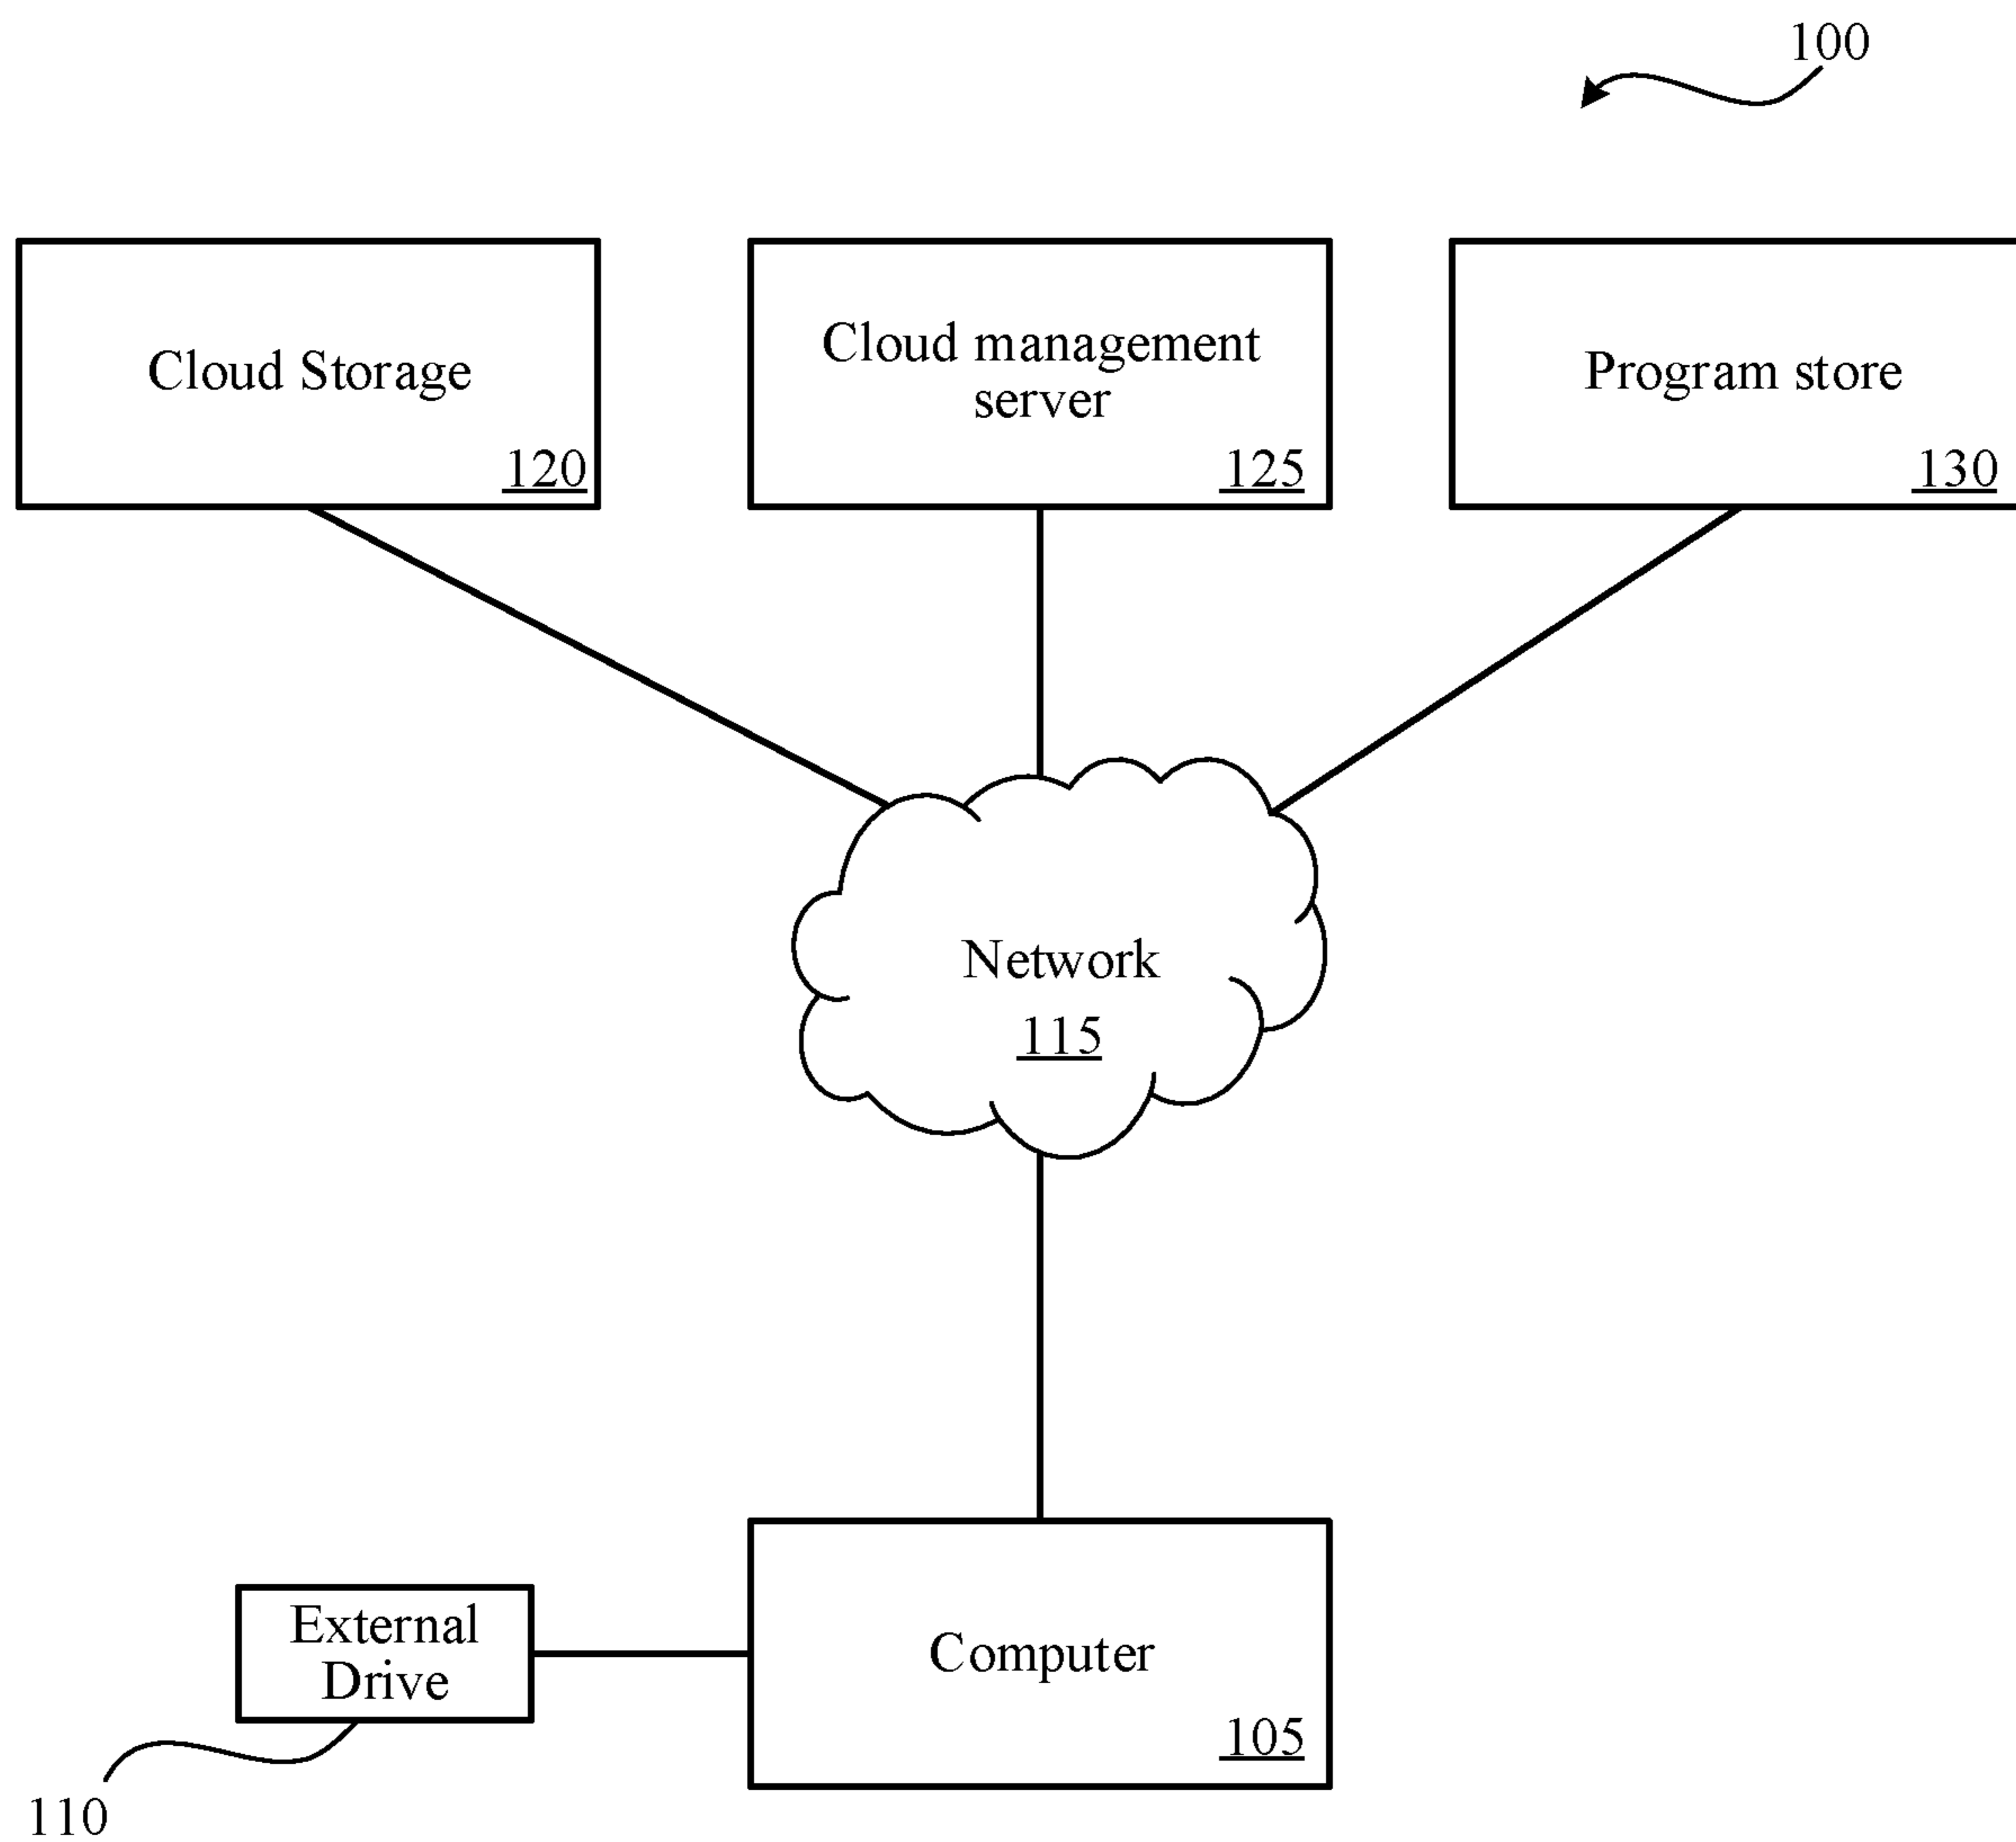 100
Cloud Storage
120
Cloud management
server
125
Program store
130
Network
115
External
Drive
110
Computer
105